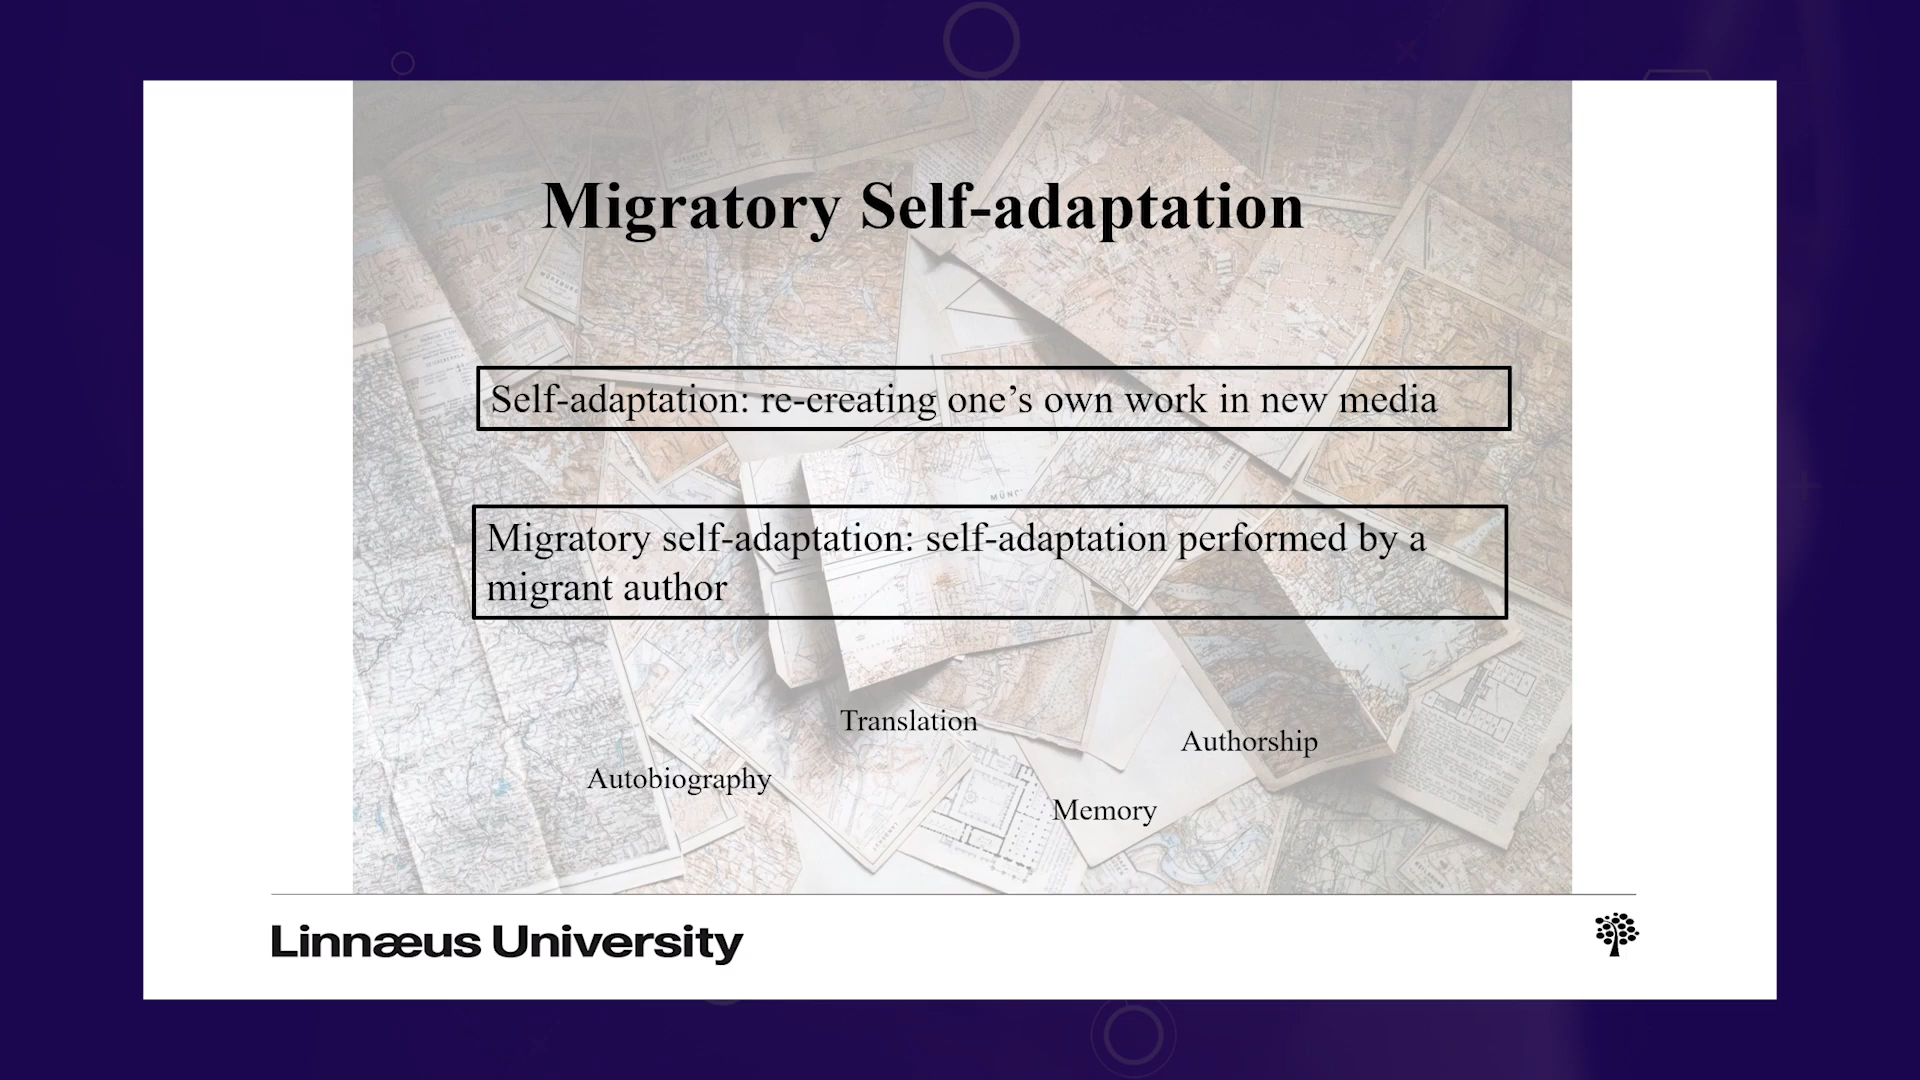 Migratory Self-adaptation
Self-adaptation: re-creating one’s own work in new media
Migratory self-adaptation: self-adaptation performed by a
migrant author
Translation
Authorship
Autobiography
Memory
Linnæus University